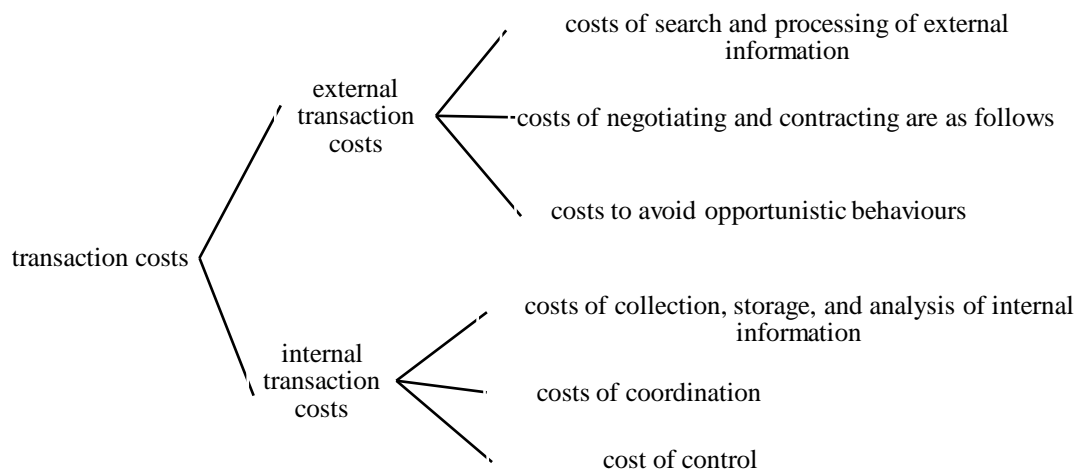 costs of search and processing of external
information
external
transaction
costs
costs of negotiating and contracting are as follows
costs to avoid opportunistic behaviours
transaction costs
costs of collection, storage, and analysis of internal
information
internal
transaction
costs
costs of coordination
cost of control